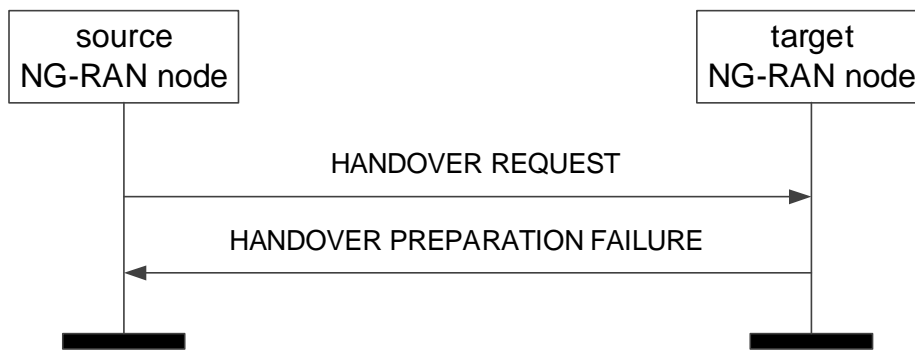 source
NG-RAN node
target
NG-RAN node
HANDOVER REQUEST
HANDOVER PREPARATION FAILURE